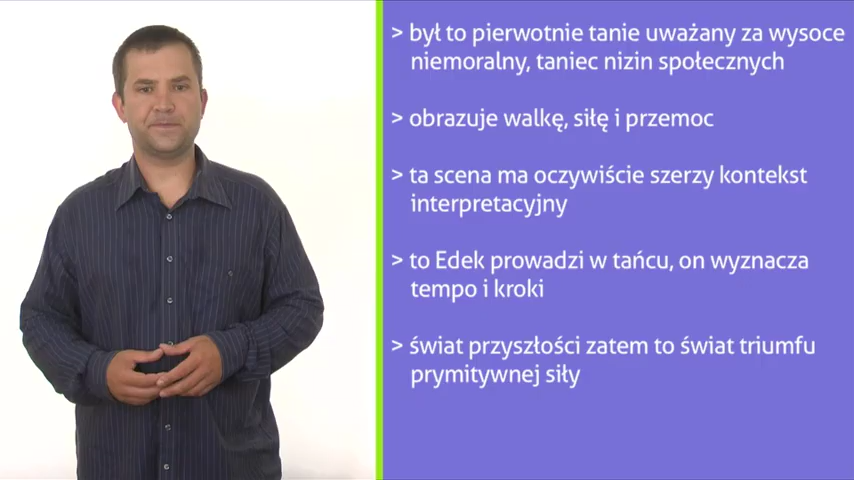 > był to pierwotnie tanie uważany za wysoce
niemoralny, taniec nizin społecznych
> obrazuje walkę, siłę i przemoc
> ta scena ma oczywiście szerzy kontekst
interpretacyjny
> to Edek prowadzi w tańcu, on wyznacza
tempo i kroki
> świat przyszłości zatem to świat triumfu
prymitywnej siły